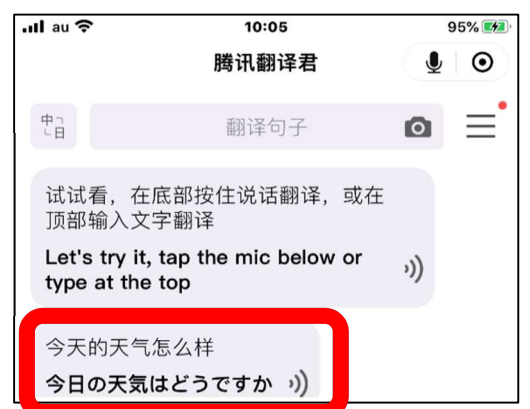 au 10:05 95%
腾讯翻译君
中
日
翻译句子
试试看，在底部按住说话翻译，或在
顶部输入文字翻译
Let's try it, tap the mic below or
type at the top
今天的天气怎么样
今日の天気はどうですか